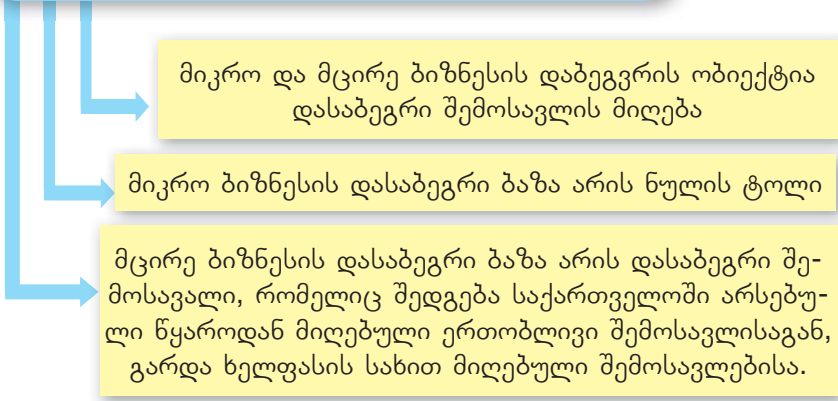 მიკრო და მცირე ბიზნესის დაბეგვრის ობიექტია
დასაბეგრი შემოსავლის მიღება
მიკრო ბიზნესის დასაბეგრი ბაზა არის ნულის ტოლი
მცირე ბიზნესის დასაბეგრი ბაზა არის დასაბეგრი შე-
მოსავალი, რომელიც შედგება საქართველოში არსებუ-
ლი წყაროდან მიღებული ერთობლივი შემოსავლისაგან,
გარდა ხელფასის სახით მიღებული შემოსავლებისა.